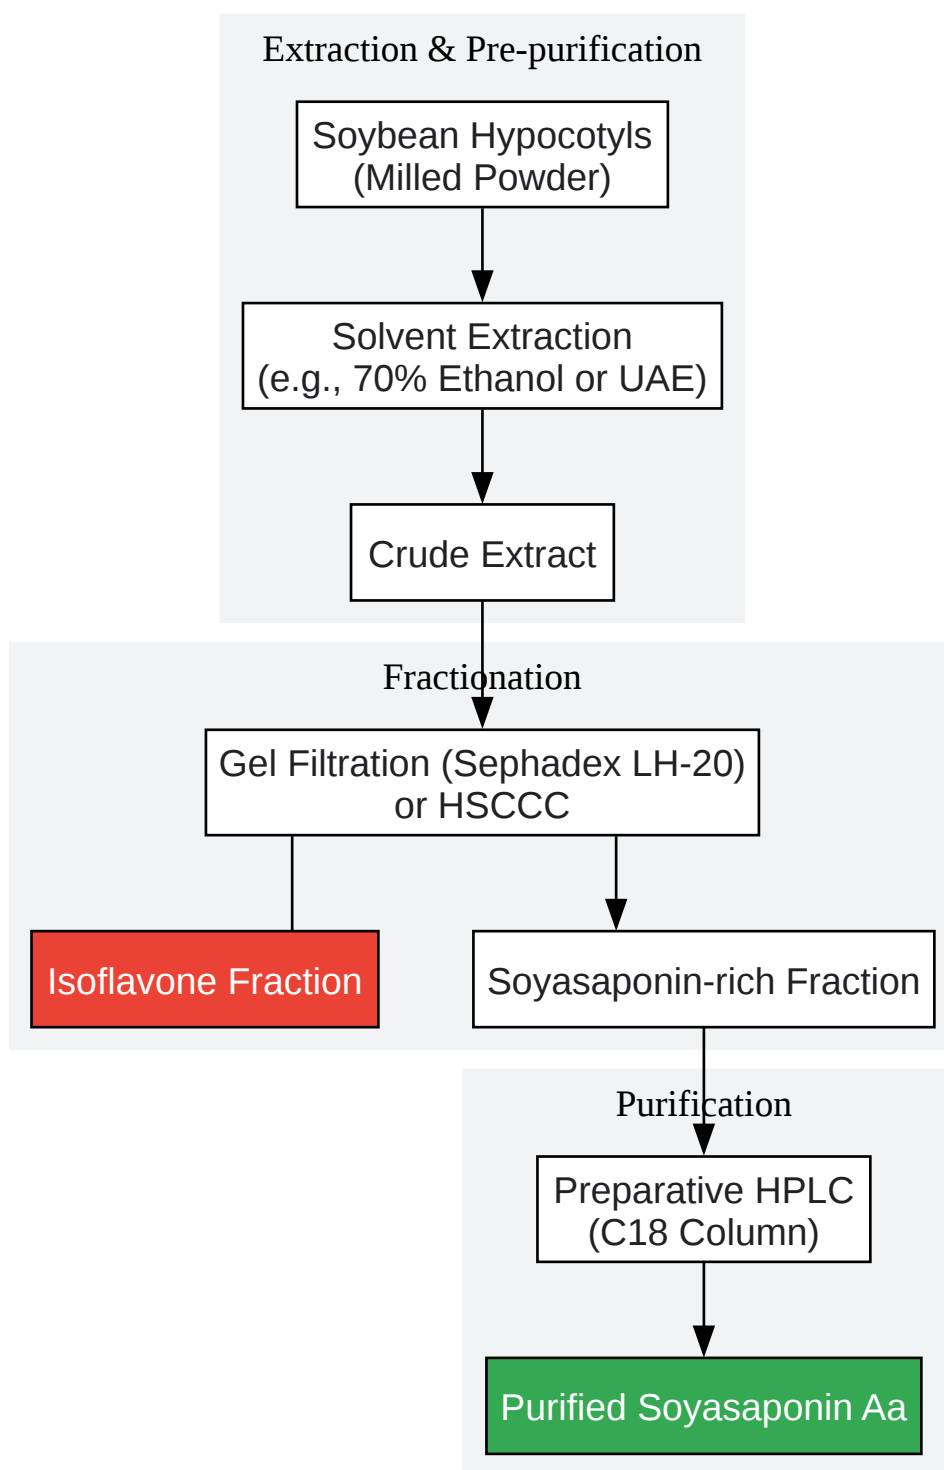 Extraction & Pre-purification
Soybean Hypocotyls
(Milled Powder)
Solvent Extraction
(e.g., 70% Ethanol or UAE)
Crude Extract
Fractionation
Gel Filtration (Sephadex LH-20)
or HSCCC
Isoflavone Fraction
Soyasaponin-rich Fraction
Purification
Preparative HPLC
(C18 Column)
Purified Soyasaponin Aa